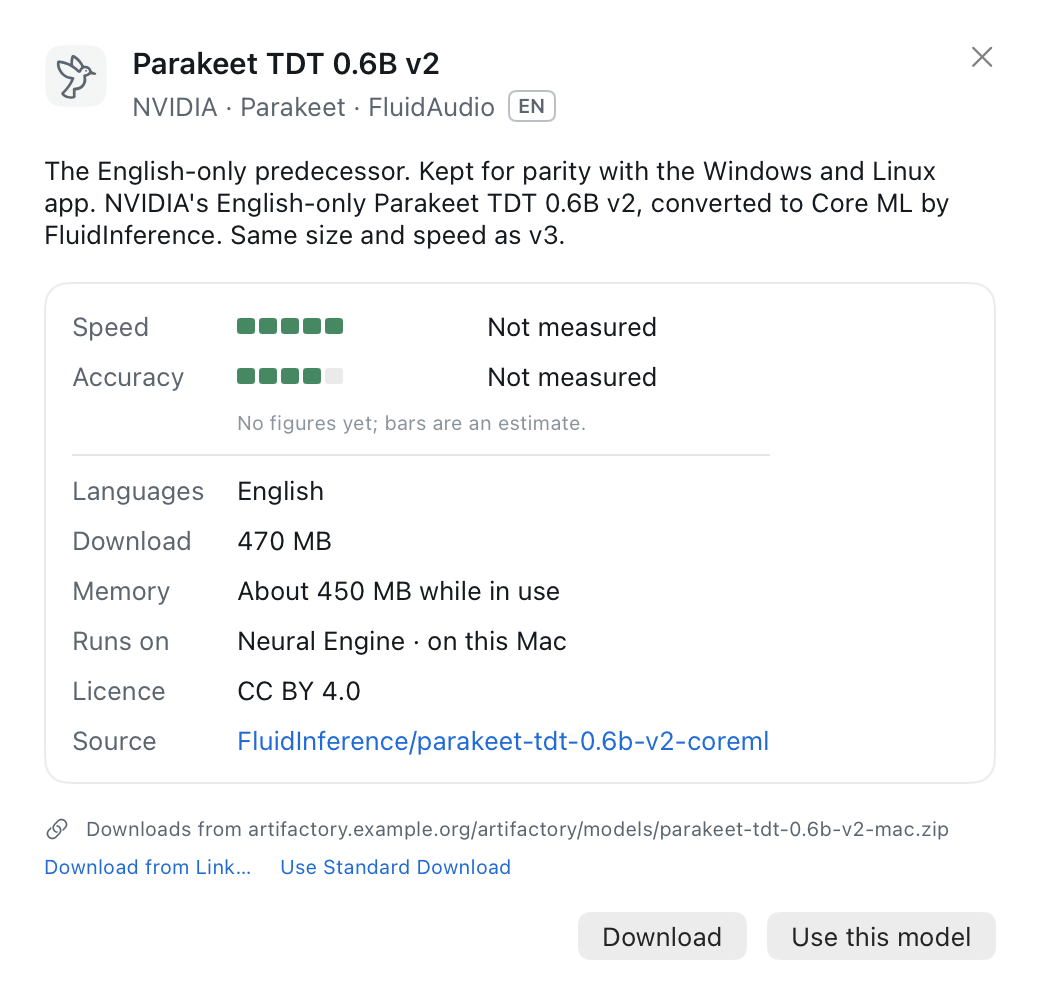 Parakeet TDT 0.6B v2
NVIDIA · Parakeet · FluidAudio EN
The English-only predecessor. Kept for parity with the Windows and Linux
app. NVIDIA's English-only Parakeet TDT 0.6B v2, converted to Core ML by
FluidInference. Same size and speed as v3.
Speed Not measured
Accuracy Not measured
No figures yet; bars are an estimate.
Languages English
Download 470 MB
Memory About 450 MB while in use
Runs on Neural Engine · on this Mac
Licence CC BY 4.0
Source FluidInference/parakeet-tdt-0.6b-v2-coreml
Downloads from artifactory.example.org/artifactory/models/parakeet-tdt-0.6b-v2-mac.zip
Download from Link... Use Standard Download
Download Use this model